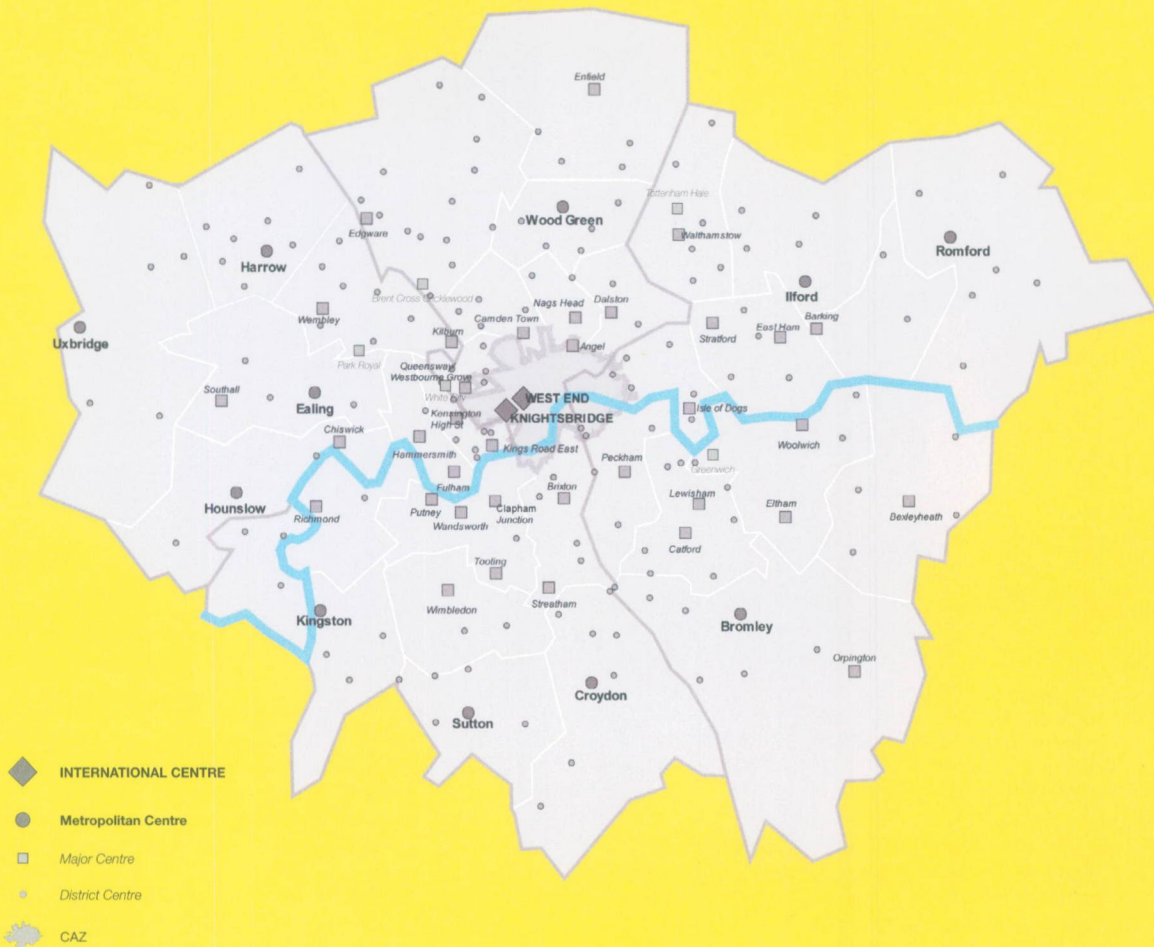 Enfield
Tottenham Hale
Wood Green
Edgware
Walthamstow
Romford
Harrow
Ilford
Brent Cross Cricklewood
Nags Head
Dalston
Wembley
Camden Town
Barking
East Ham
Stratford
Kilburn
Uxbridge
Angel
Park Royal
Queensway
Westbourne Grove
Southall
White City
WEST END
Ealing
Isle of Dogs
Kensington
High St
KNIGHTSBRIDGE
Chiswick
Woolwich
Kings Road East
Hammersmith
Peckham
Greenwich
Fulham
Brixton
Hounslow
Lewisham
Eltham
Bexleyheath
Richmond
Putney
Clapham
Junction
Wandsworth
Catford
Tooling
Wimbledon
Streatham
Kingston
Bromley
Orpington
Croydon
Sutton
INTERNATIONAL CENTRE
Metropolitan Centre
Major Centre
District Centre
CAZ